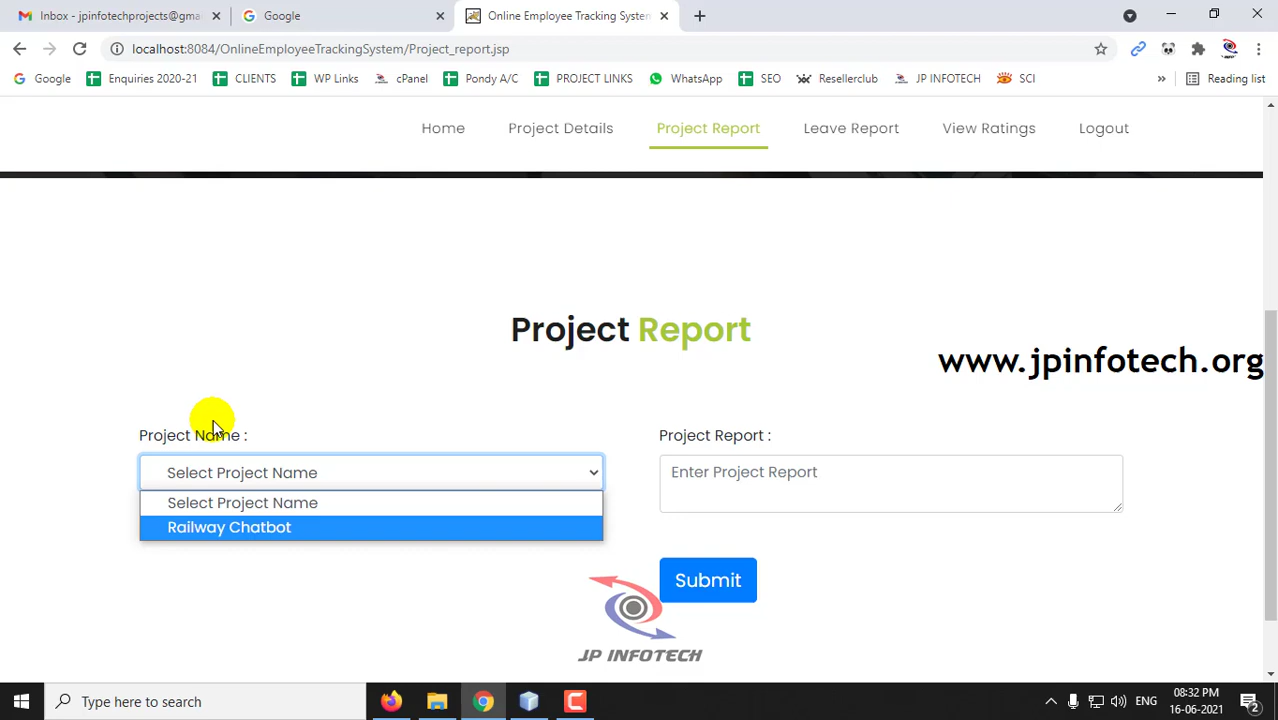 Inbox - jpinfotechprojects@gma
Google
Online Employee Tracking System
localhost:8084/OnlineEmployeeTrackingSystem/Project_report.jsp
Google
Enquiries 2020-21
CLIENTS
WP Links
cPanel
Pondy A/C
PROJECT LINKS
WhatsApp
SEO
Resellerclub
JP INFOTECH
SCI
»
Reading list
Home
Project Details
Project Report
Leave Report
View Ratings
Logout
Project Report
www.jpinfotech.org
Project Name :
Project Report :
Select Project Name
Enter Project Report
Select Project Name
Railway Chatbot
Submit
JP INFOTECH
Type here to search
ENG
08:32 PM
16-06-2021
2